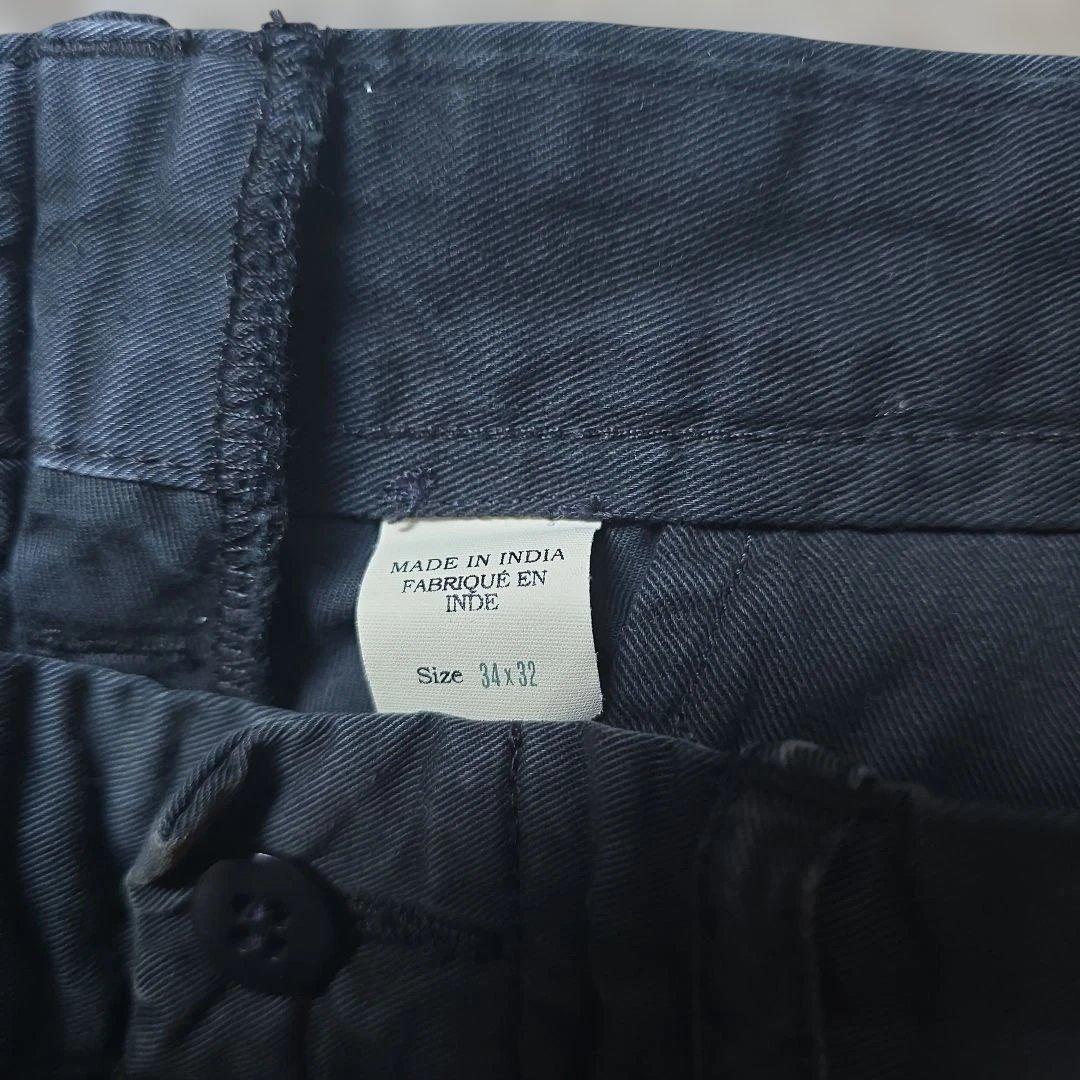 MADE IN INDIA
FABRIQUÉ EN
INDE
Size 34x32